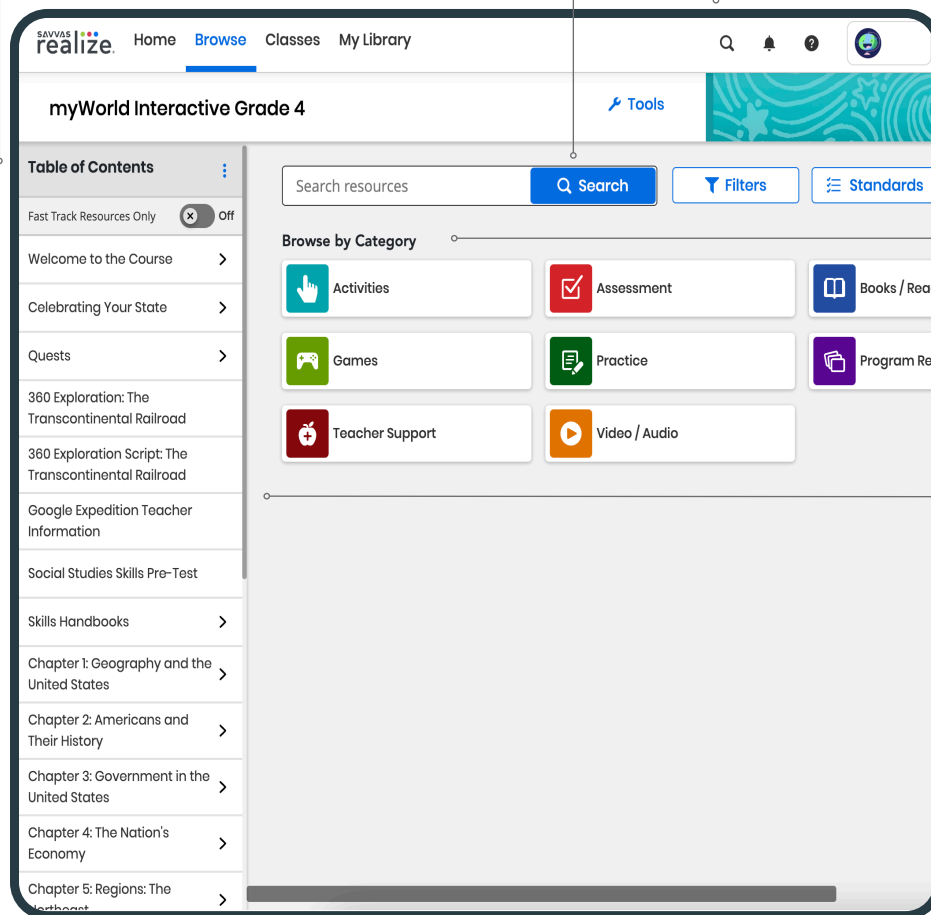 SAVVAS
realize.
Home
Browse
Classes
My Library
myWorld Interactive Grade 4
Tools
Table of Contents
Fast Track Resources Only
Off
Welcome to the Course
Celebrating Your State
Quests
360 Exploration: The
Transcontinental Railroad
360 Exploration Script: The
Transcontinental Railroad
Google Expedition Teacher
Information
Social Studies Skills Pre-Test
Skills Handbooks
Chapter 1: Geography and the
United States
Chapter 2: Americans and
Their History
Chapter 3: Government in the
United States
Chapter 4: The Nation's
Economy
Chapter 5: Regions: The
Northeast
Search resources
Search
Filters
Standards
Browse by Category
Activities
Assessment
Books / Rea
Games
Practice
Program Re
Teacher Support
Video / Audio